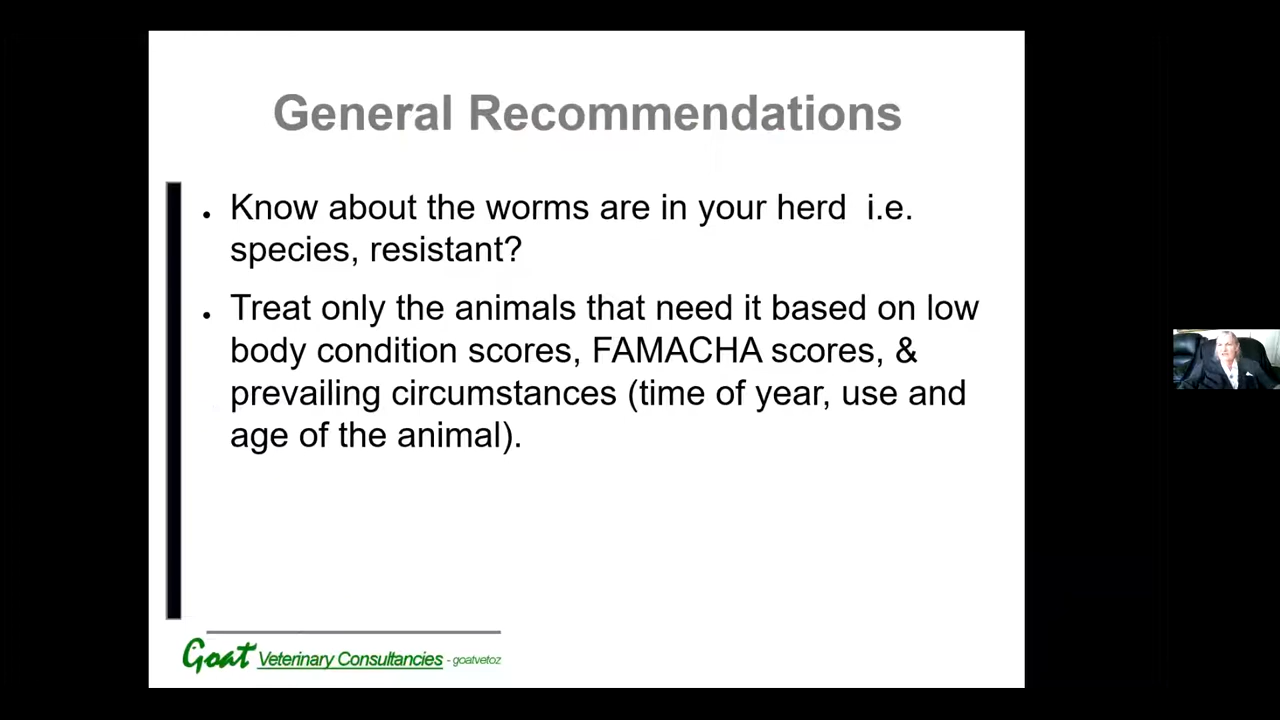 General Recommendations
• Know about the worms are in your herd  i.e.
species, resistant?
• Treat only the animals that need it based on low
body condition scores, FAMACHA scores, &
prevailing circumstances (time of year, use and
age of the animal).
Goat Veterinary Consultancies - goatvetoz